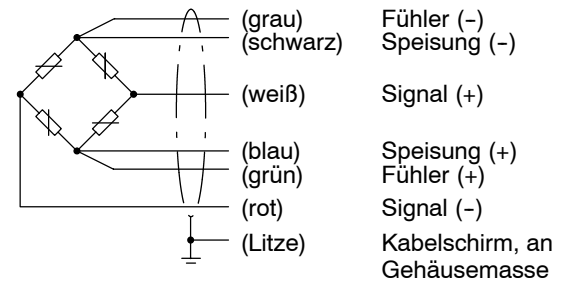 (grau) Fühler (–)
(schwarz) Speisung (–)
(weiß) Signal (+)
(blau) Speisung (+)
(grün) Fühler (+)
(rot) Signal (–)
(Litze) Kabelschirm, an
Gehäusemasse